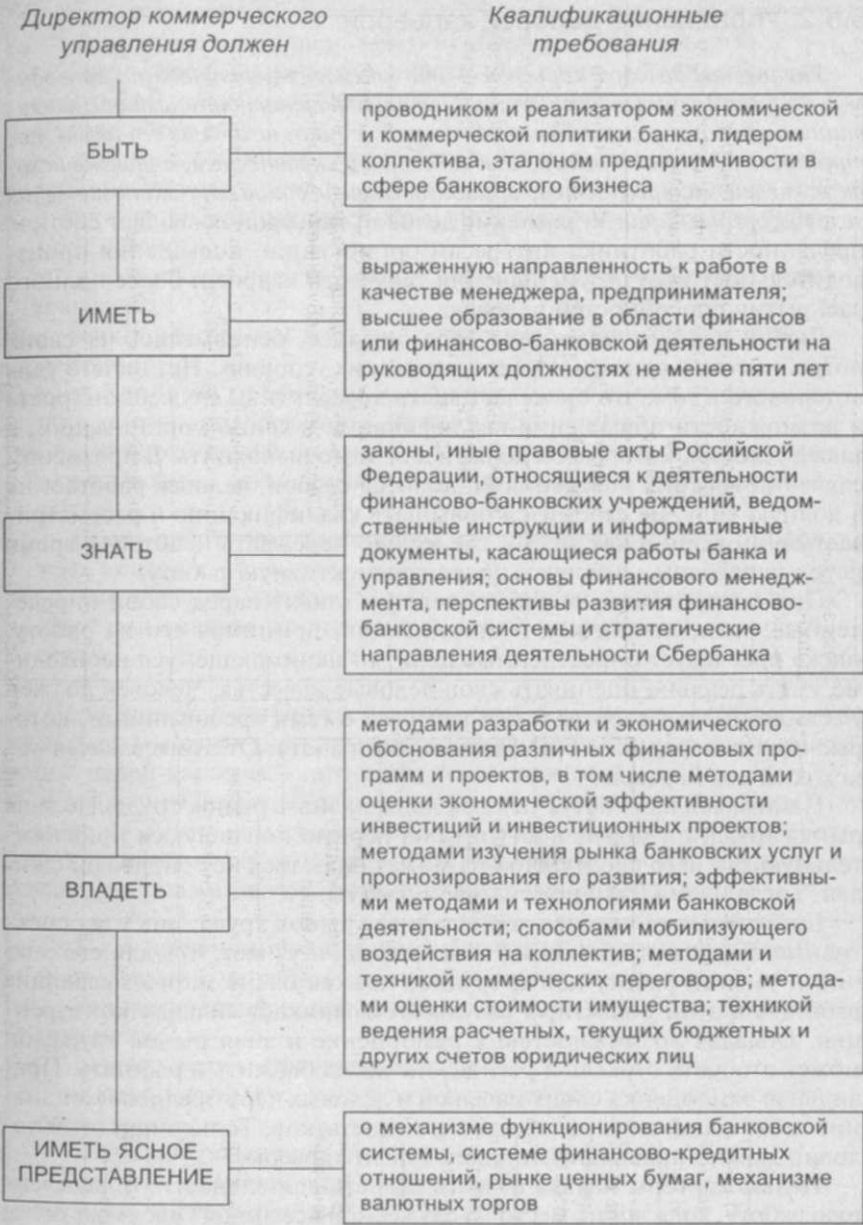 Директор коммерческого
управления должен
Квалификационные
требования
БЫТЬ
проводником и реализатором экономической
и коммерческой политики банка, лидером
коллектива, эталоном предприимчивости в
сфере банковского бизнеса
ИМЕТЬ
выраженную направленность к работе в
качестве менеджера, предпринимателя;
высшее образование в области финансов
или финансово-банковской деятельности на
руководящих должностях не менее пяти лет
ЗНАТЬ
законы, иные правовые акты Российской
Федерации, относящиеся к деятельности
финансово-банковских учреждений, ведом-
ственные инструкции и информативные
документы, касающиеся работы банка и
управления; основы финансового менедж-
мента, перспективы развития финансово-
банковской системы и стратегические
направления деятельности Сбербанка
ВЛАДЕТЬ
методами разработки и экономического
обоснования различных финансовых про-
грамм и проектов, в том числе методами
оценки экономической эффективности
инвестиций и инвестиционных проектов;
методами изучения рынка банковских услуг и
прогнозирования его развития; эффективны-
ми методами и технологиями банковской
деятельности; способами мобилизующего
воздействия на коллектив; методами и
техникой коммерческих переговоров; метода-
ми оценки стоимости имущества; техникой
ведения расчетных, текущих бюджетных и
других счетов юридических лиц
ИМЕТЬ ЯСНОЕ
ПРЕДСТАВЛЕНИЕ
о механизме функционирования банковской
системы, системе финансово-кредитных
отношений, рынке ценных бумаг, механизме
валютных торгов